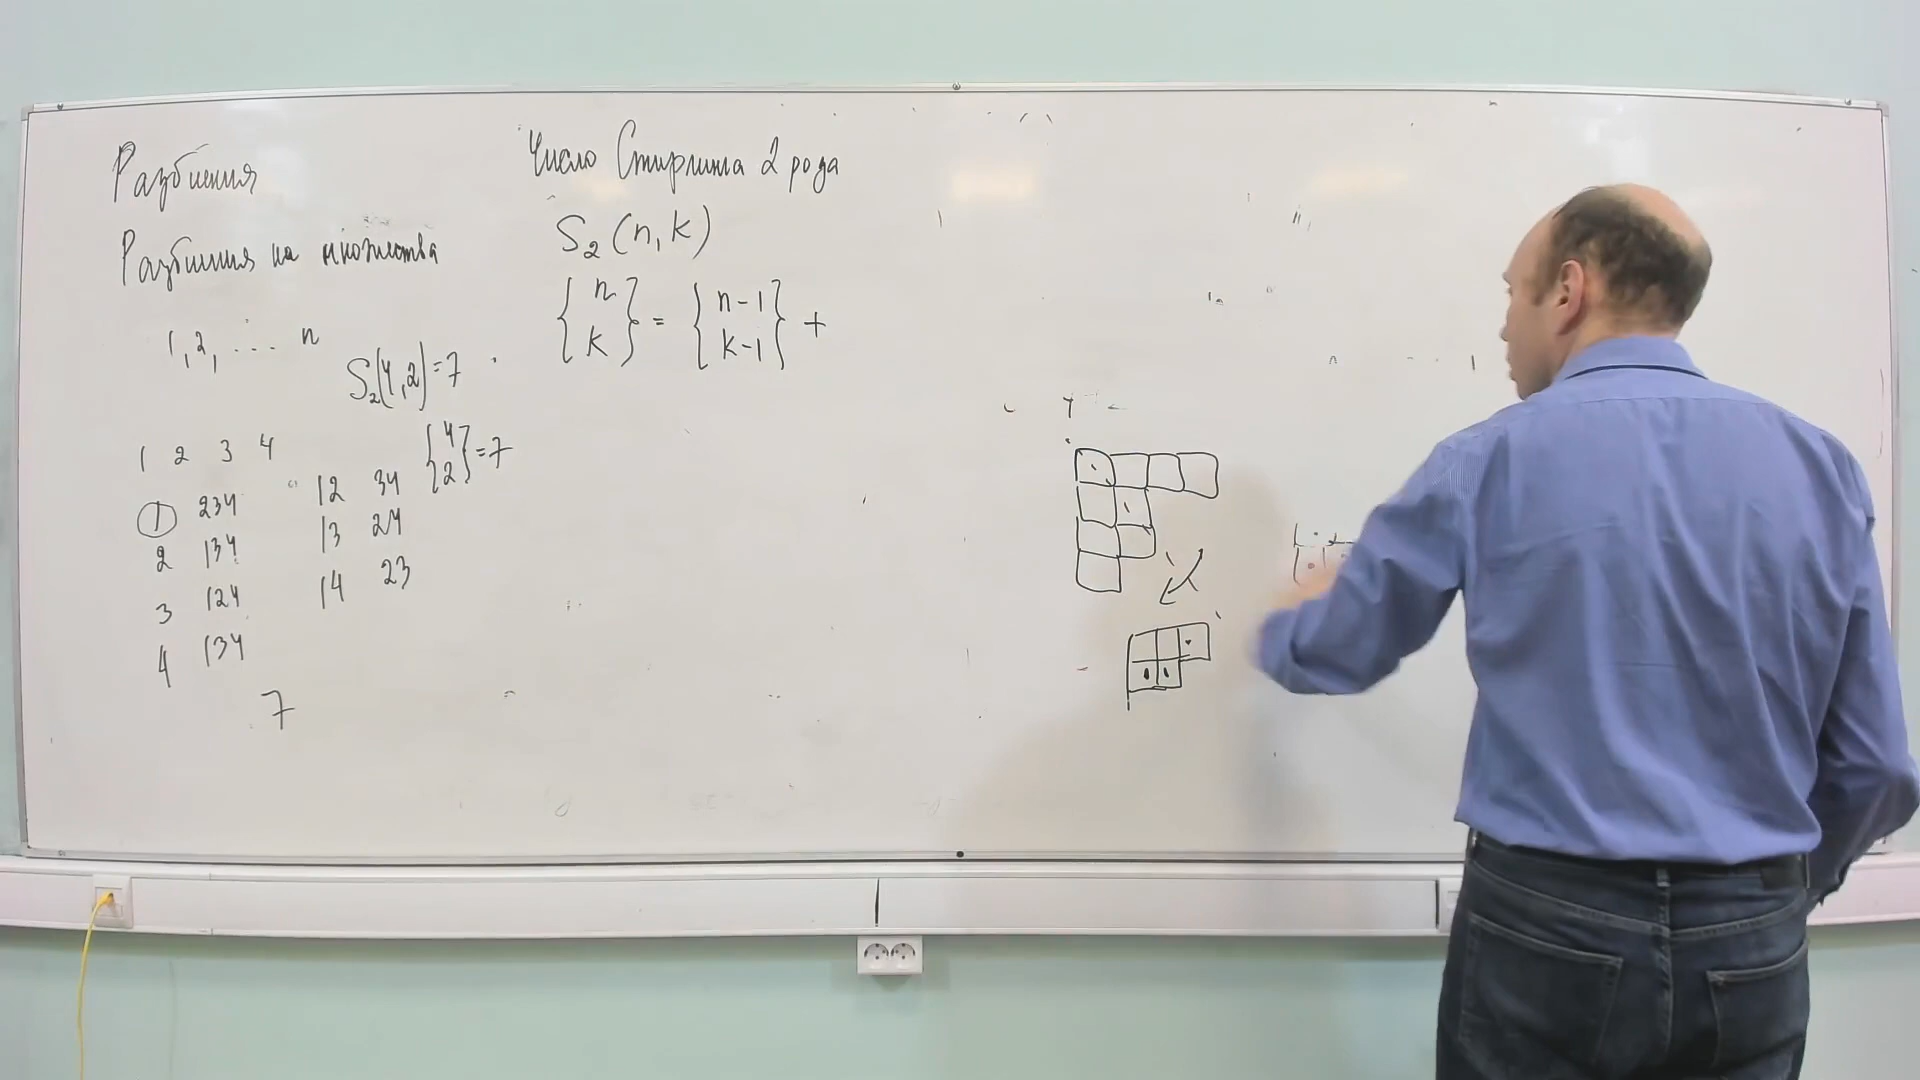 Разбиения
Разбиния на множества
1, 2, .... n
S₂(4,2) = 7
{4 2} = 7
1 2 3 4
1 234
2 134
3 124
4 134
12 34
13 24
14 23
7
Число Стирлинга 2 рода
S₂ (n, k)
{n k} = {n-1 k-1} +